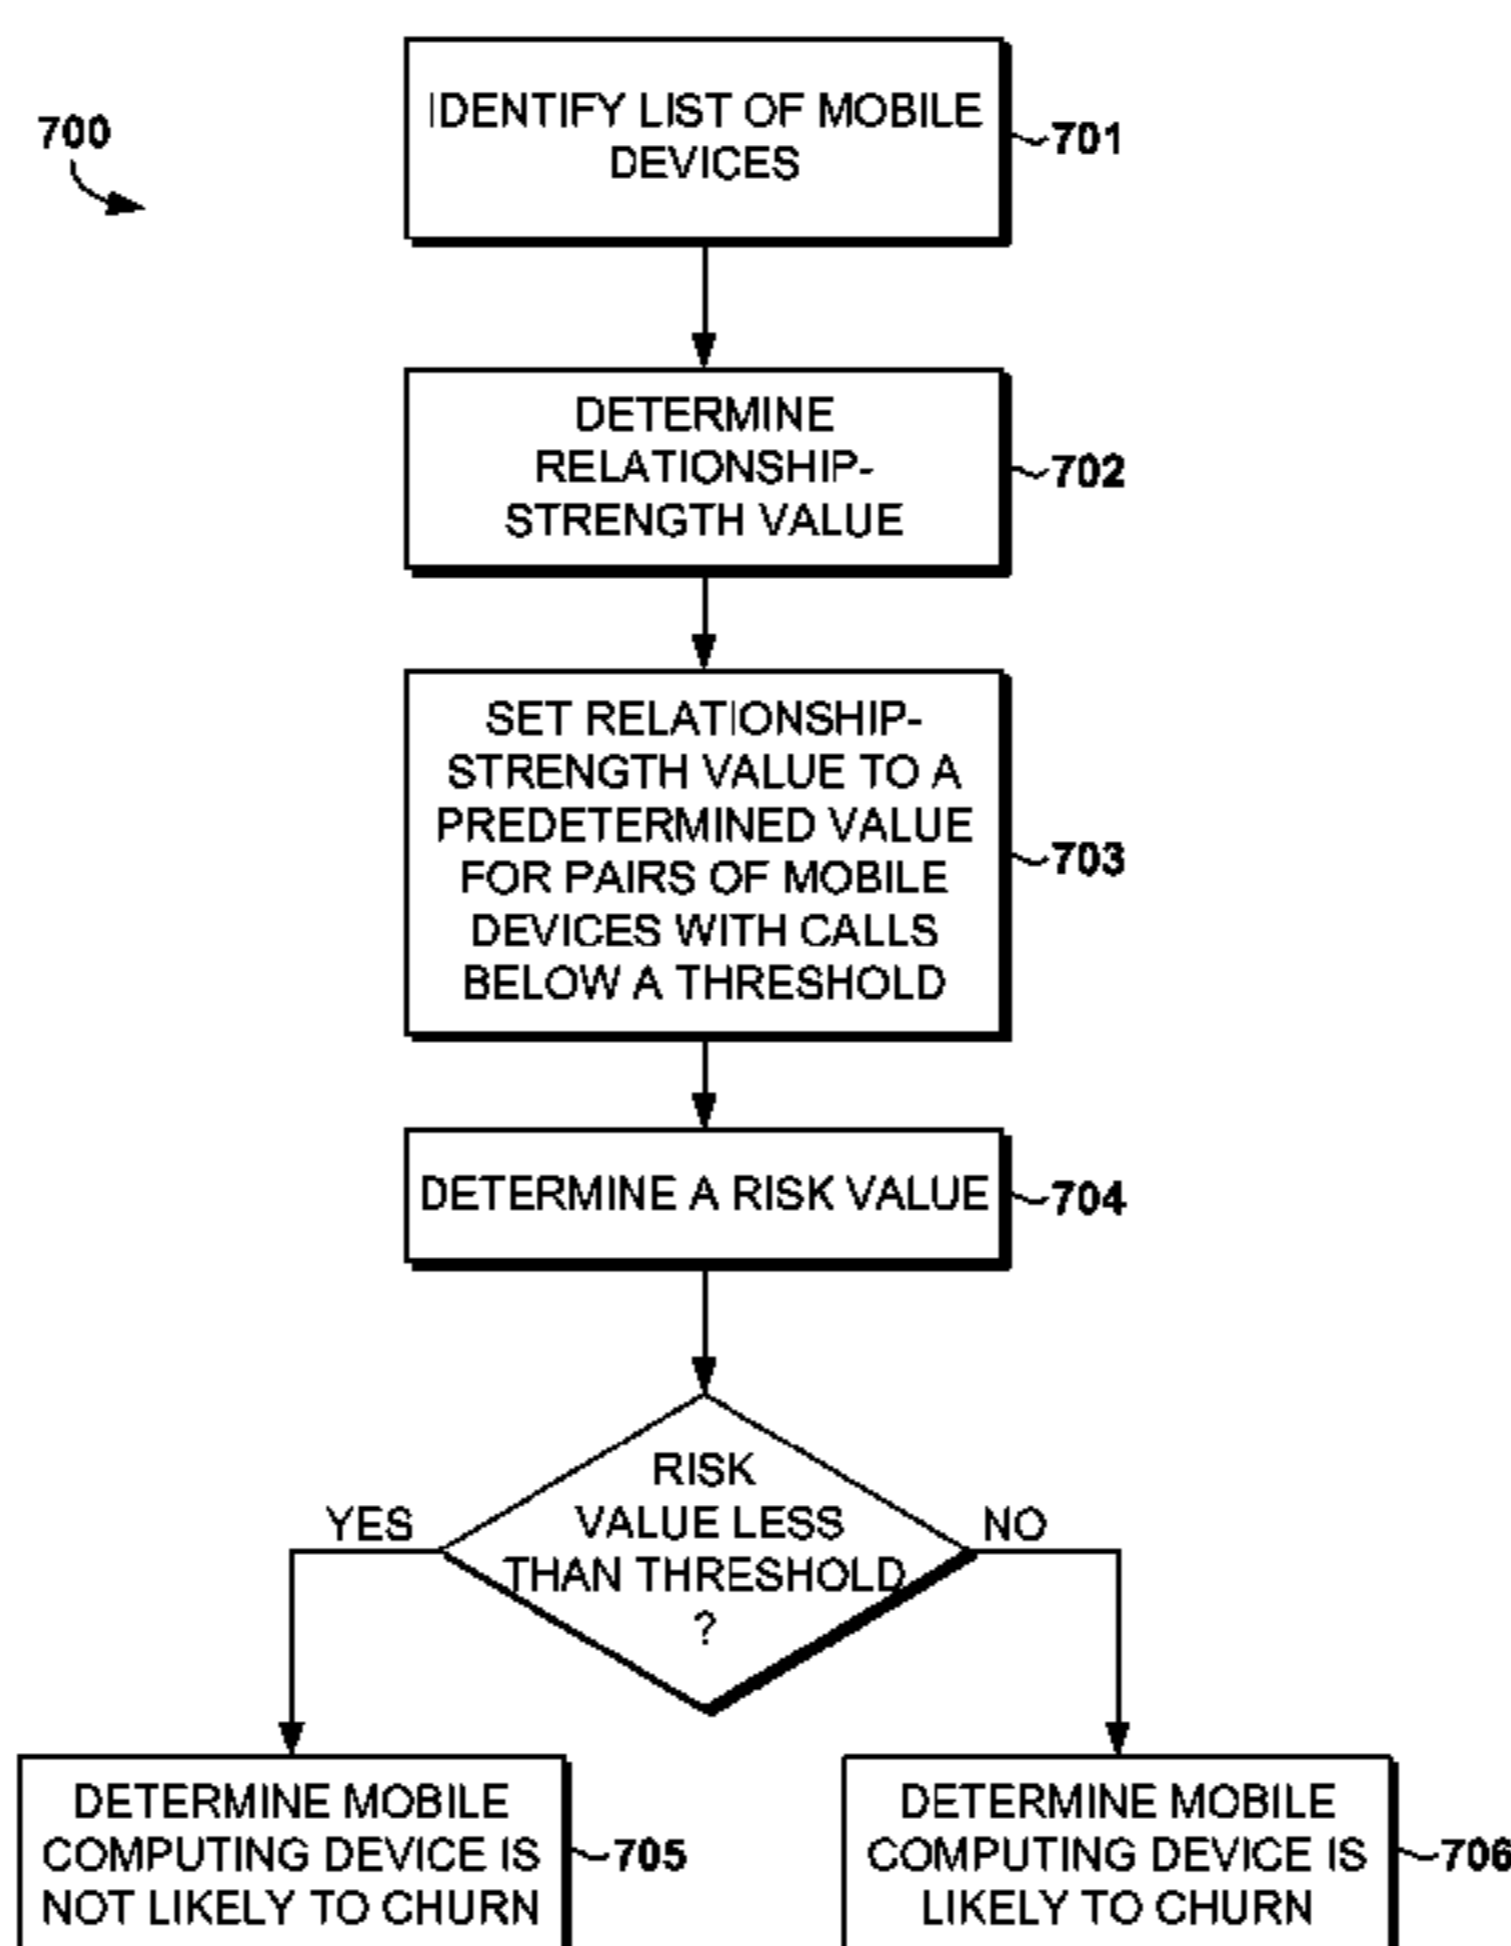 700
IDENTIFY LIST OF MOBILE
DEVICES
701
DETERMINE
RELATIONSHIP-
STRENGTH VALUE
702
SET RELATIONSHIP-
STRENGTH VALUE TO A
PREDETERMINED VALUE
FOR PAIRS OF MOBILE
DEVICES WITH CALLS
BELOW A THRESHOLD
703
DETERMINE A RISK VALUE
704
RISK
VALUE LESS
THAN THRESHOLD
?
YES
NO
DETERMINE MOBILE
COMPUTING DEVICE IS
NOT LIKELY TO CHURN
705
DETERMINE MOBILE
COMPUTING DEVICE IS
LIKELY TO CHURN
706